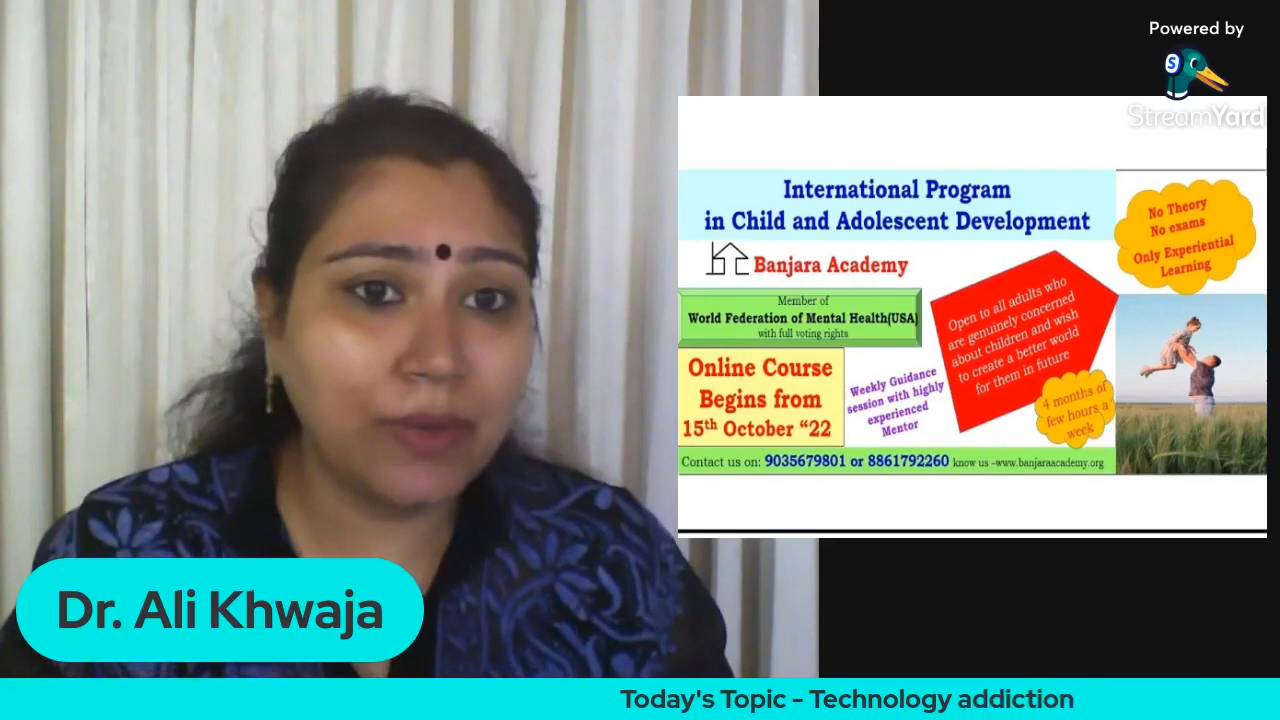 Powered by
StreamYard
International Program
in Child and Adolescent Development
No Theory
No exams
Only Experiential
Learning
Banjara Academy
Member of
World Federation of Mental Health(USA)
with full voting rights
Open to all adults who
are genuinely concerned
about children and wish
to create a better world
for them in future
Online Course
Begins from
15th October “22
Weekly Guidance
session with highly
experienced
Mentor
4 months of
few hours a
week
Contact us on: 9035679801 or 8861792260 know us –www.banjaraacademy.org
Dr. Ali Khwaja
Today's Topic - Technology addiction